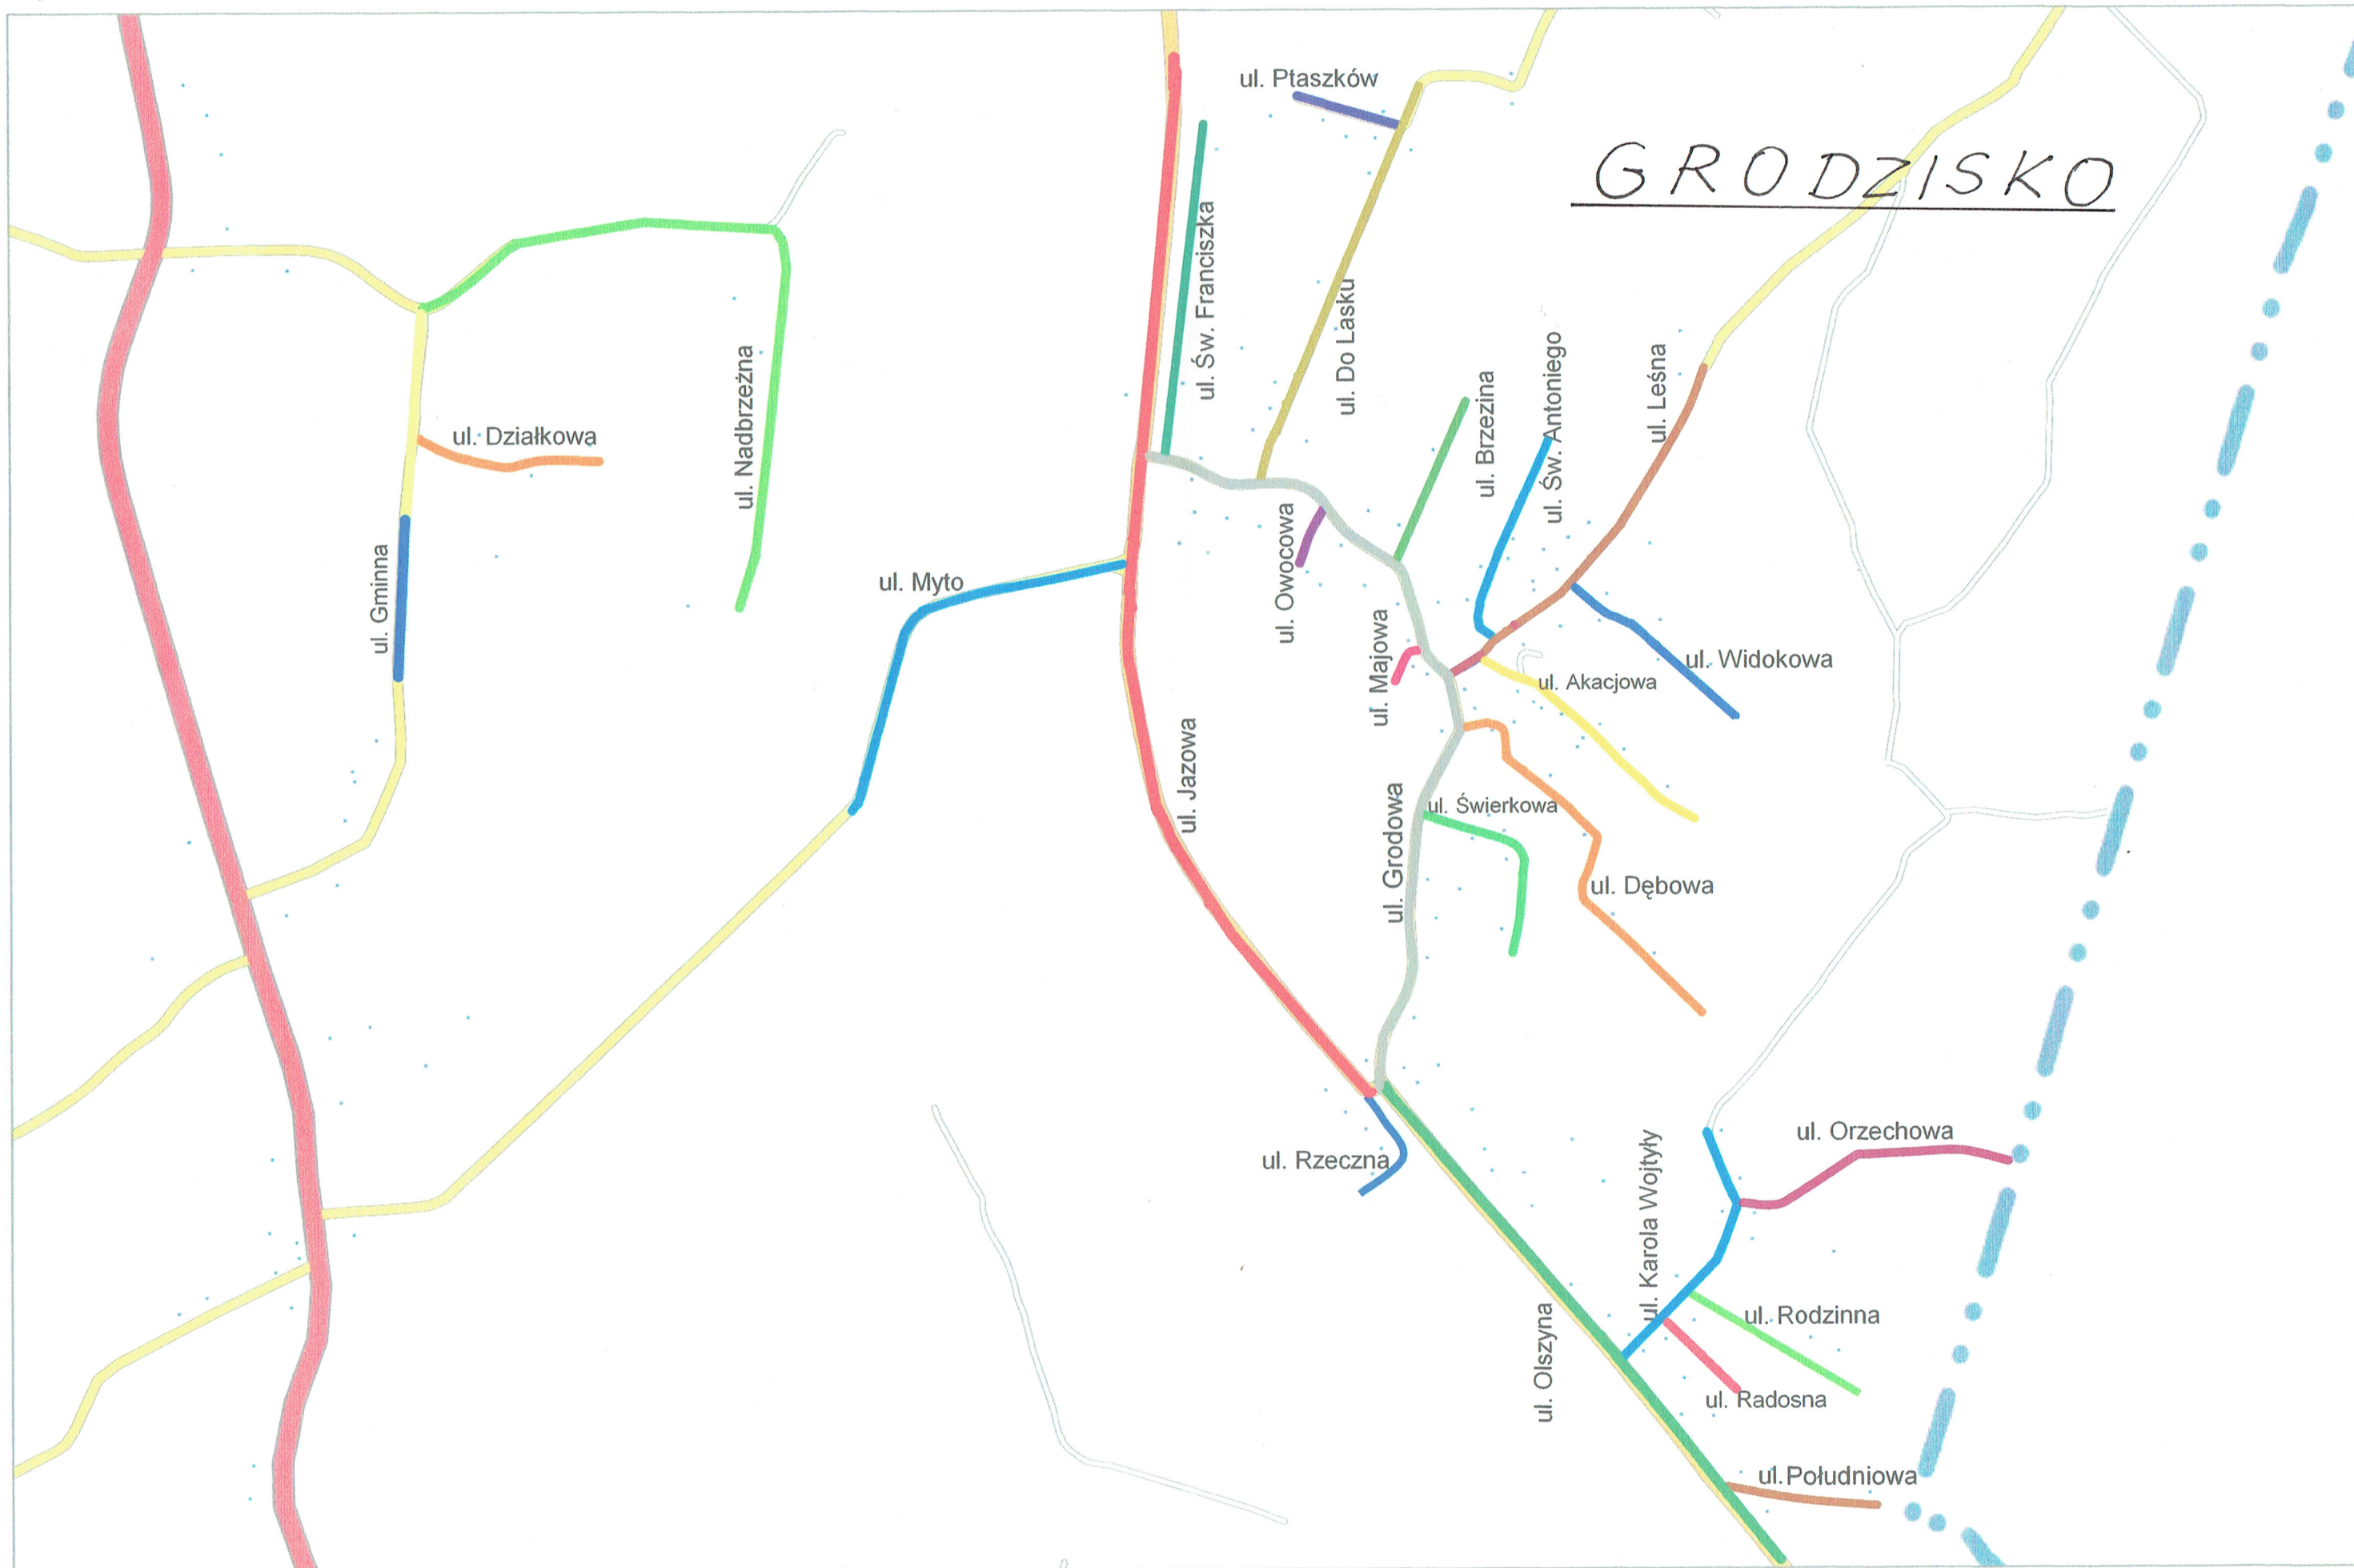 ul. Ptaszków
GRODZISKO
ul. Św. Franciszka
ul. Do Lasku
ul. Nadbrzeżna
ul. Działkowa
ul. Brzezina
ul. Św. Antoniego
ul. Leśna
ul. Gminna
ul. Myto
ul. Owocowa
ul. Majowa
ul. Widokowa
ul. Akacjowa
ul. Jazowa
ul. Grodowa
ul. Świerkowa
ul. Dębowa
ul. Rzeczna
ul. Karola Wojtyły
ul. Orzechowa
ul. Olszyna
ul. Rodzinna
ul. Radosna
ul. Południowa